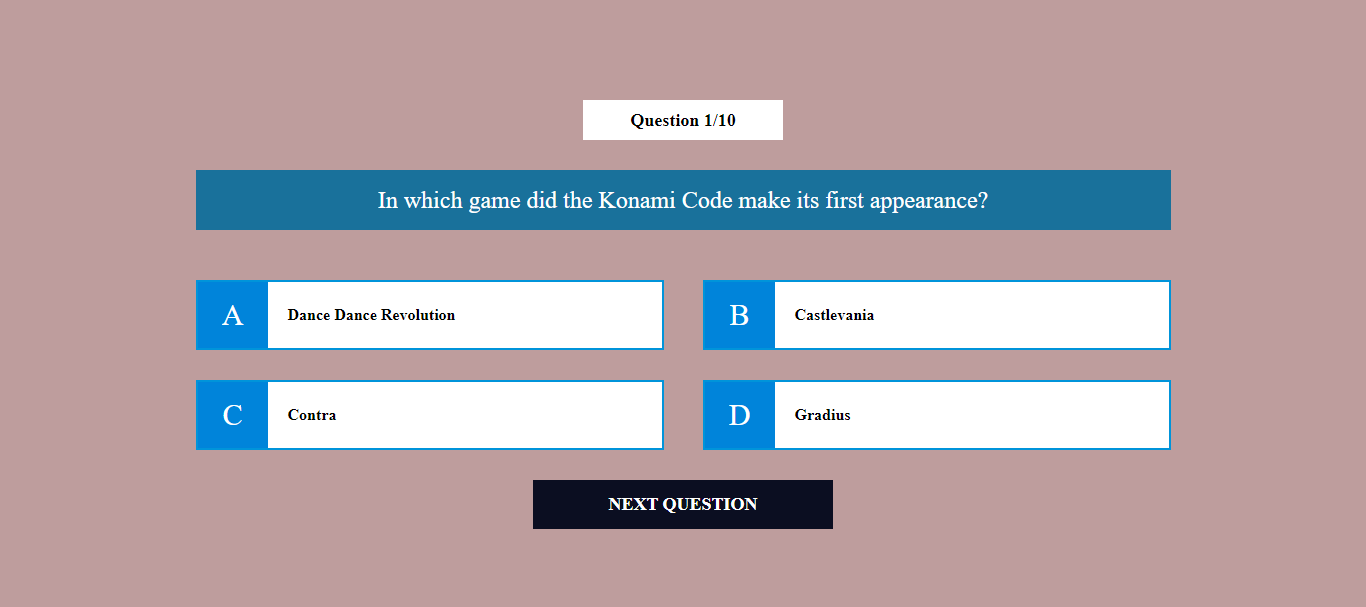 Question 1/10
In which game did the Konami Code make its first appearance?
A Dance Dance Revolution
B Castlevania
C Contra
D Gradius
NEXT QUESTION